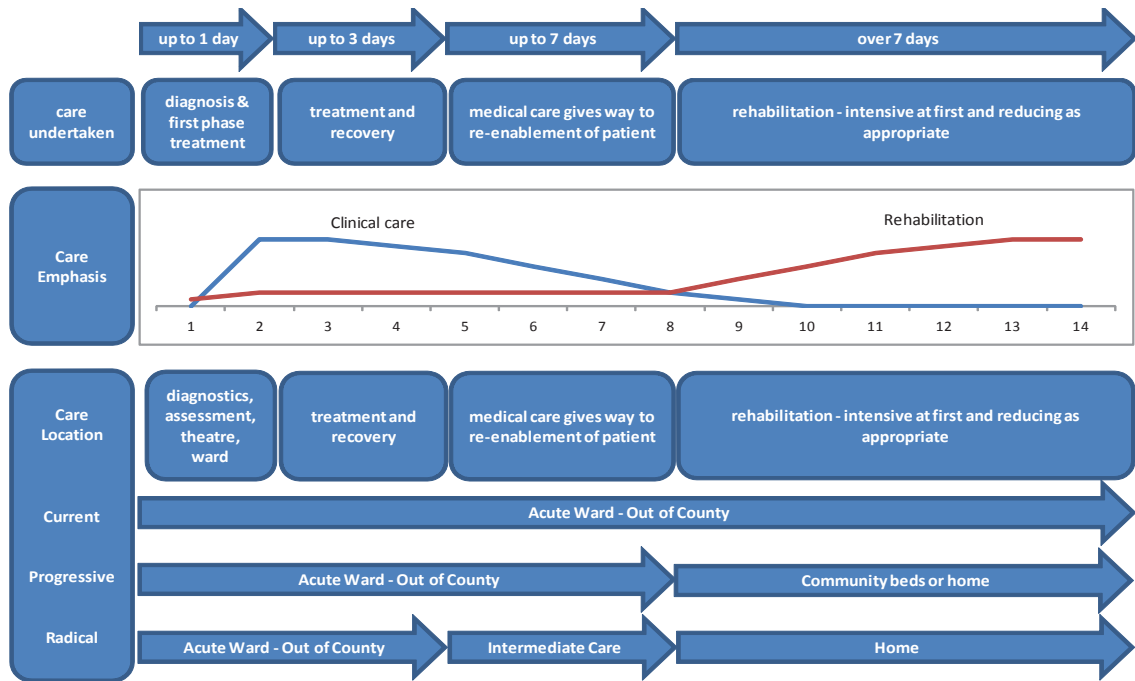 up to 1 day
up to 3 days
up to 7 days
over 7 days
care
undertaken
diagnosis &
first phase
treatment
treatment and
recovery
medical care gives way to
re-enablement of patient
rehabilitation - intensive at first and reducing as
appropriate
Care
Emphasis
Clinical care
Rehabilitation
1 2 3 4 5 6 7 8 9 10 11 12 13 14
Care
Location
diagnostics,
assessment,
theatre,
ward
treatment and
recovery
medical care gives way to
re-enablement of patient
rehabilitation - intensive at first and reducing as
appropriate
Current
Acute Ward - Out of County
Progressive
Acute Ward - Out of County
Community beds or home
Radical
Acute Ward - Out of County
Intermediate Care
Home